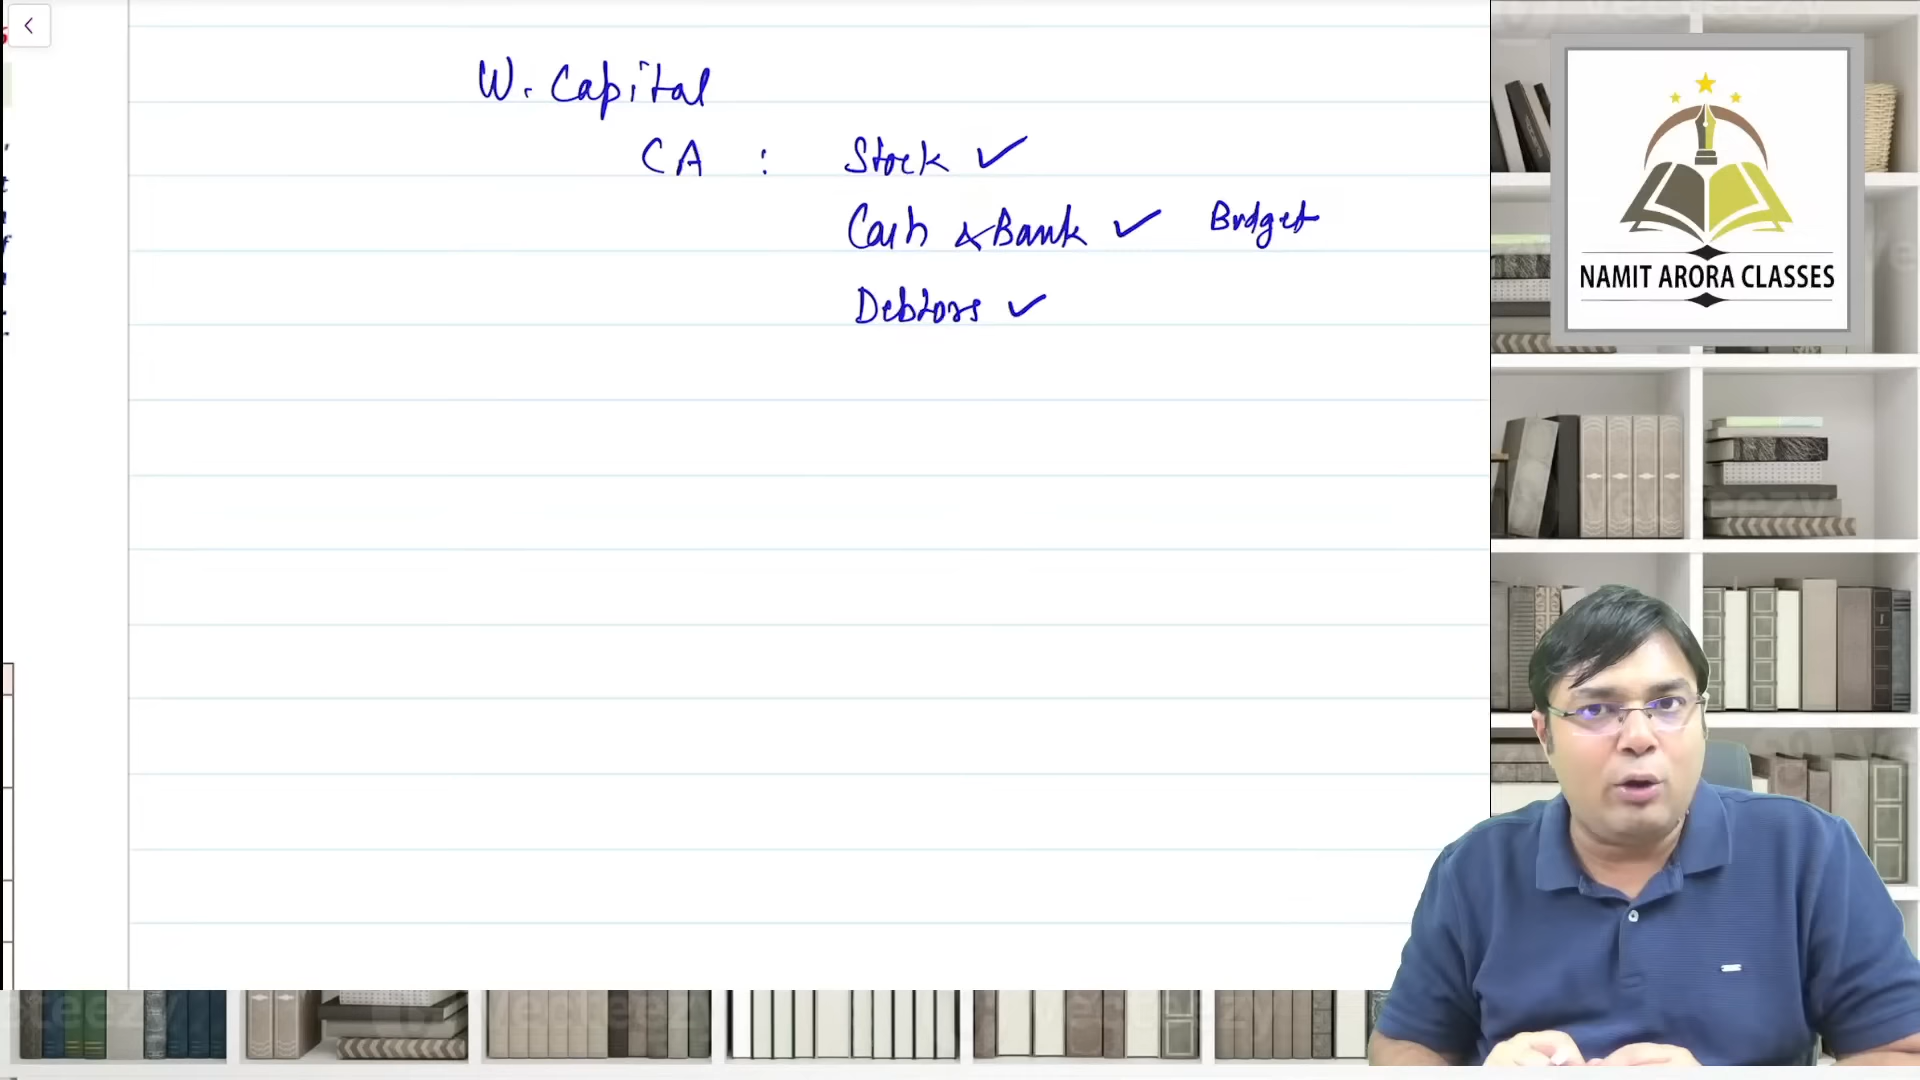 W. Capital
CA : Stock ✓
Cash & Bank ✓ Budget
Debtors ✓
NAMIT ARORA CLASSES